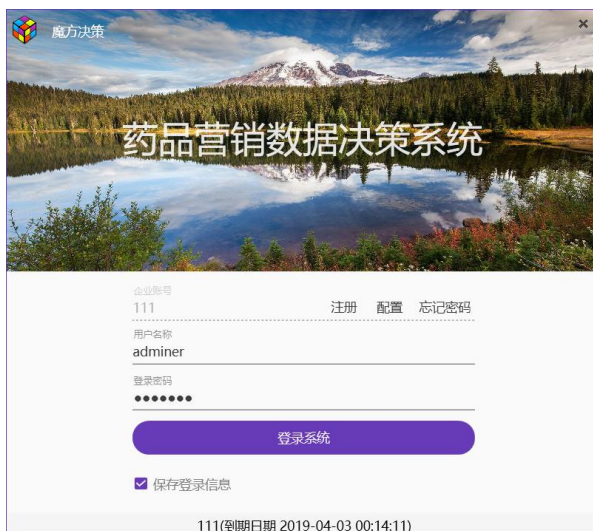 魔方决策
药品营销数据决策系统
企业账号
111 注册 配置 忘记密码
用户名称
adminer
登录密码
●●●●●●●
登录系统
保存登录信息
111(到期日期 2019-04-03 00:14:11)